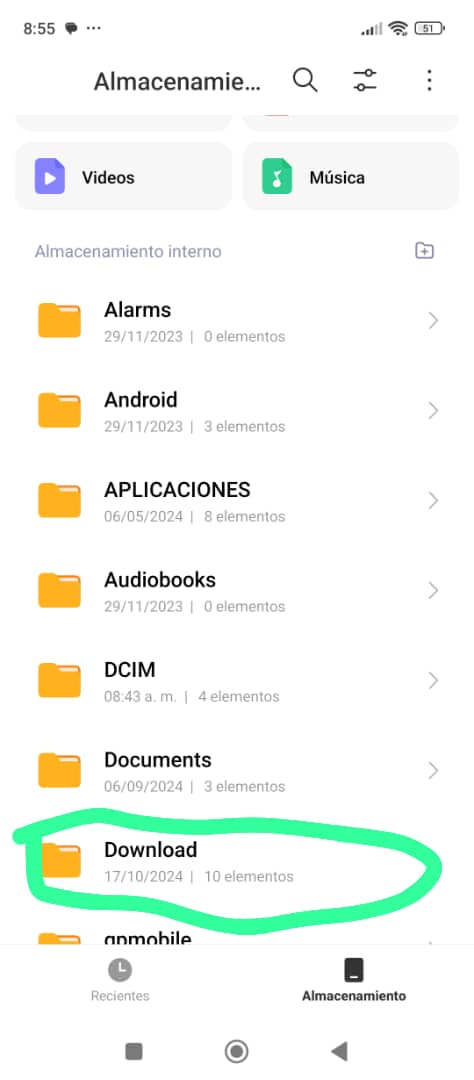 8:55
51
Almacenamie...
Videos
Música
Almacenamiento interno
Alarms
29/11/2023 | 0 elementos
Android
29/11/2023 | 3 elementos
APLICACIONES
06/05/2024 | 8 elementos
Audiobooks
29/11/2023 | 0 elementos
DCIM
08:43 a. m. | 4 elementos
Documents
06/09/2024 | 3 elementos
Download
17/10/2024 | 10 elementos
qpmobile
Recientes
Almacenamiento